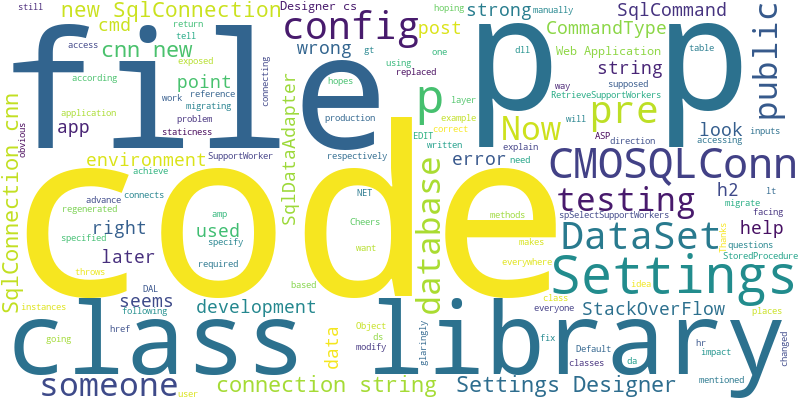 still
new SqlConnection
Designer cs
return
hoping
strong
SqlCommand
manually
public
file
p p
cmd
config
post
CommandType
access
cnn new
tell
wrong
gt
one
dll
Web Application
table
according
exposed
using
replaced
way
string
supposed
connecting
point
p
layer
RetrieveSupportWorkers
work
reference
migrating
SqlDataAdapter
example
correct
Now
will
pre
accessing
application
app
problem
production
EDIT
written
ASP
direction
look
inputs
obvious
staticness
environment
SupportWorker
respectively
error
explain
need
CMOSQLConn
code
SqlConnection cnn
advance
achieve
connects
NET
database
testing
h2
lt
migrate
regenerated
amp
Cheers
methods
spSelectSupportWorkers
facing
right
used
specified
specify
want
everywhere
DataSet
help
Thanks
questions
later
required
makes
StoredProcedure
throws
DAL
based
class
idea
Settings
instances
following
seems
development
everyone
StackOverFlow
places
class library
going
href
data
Object
ds
modify
glaringly
fix
Default
da
hr
impact
changed
classes
mentioned
someone
user
connection string
Settings Designer